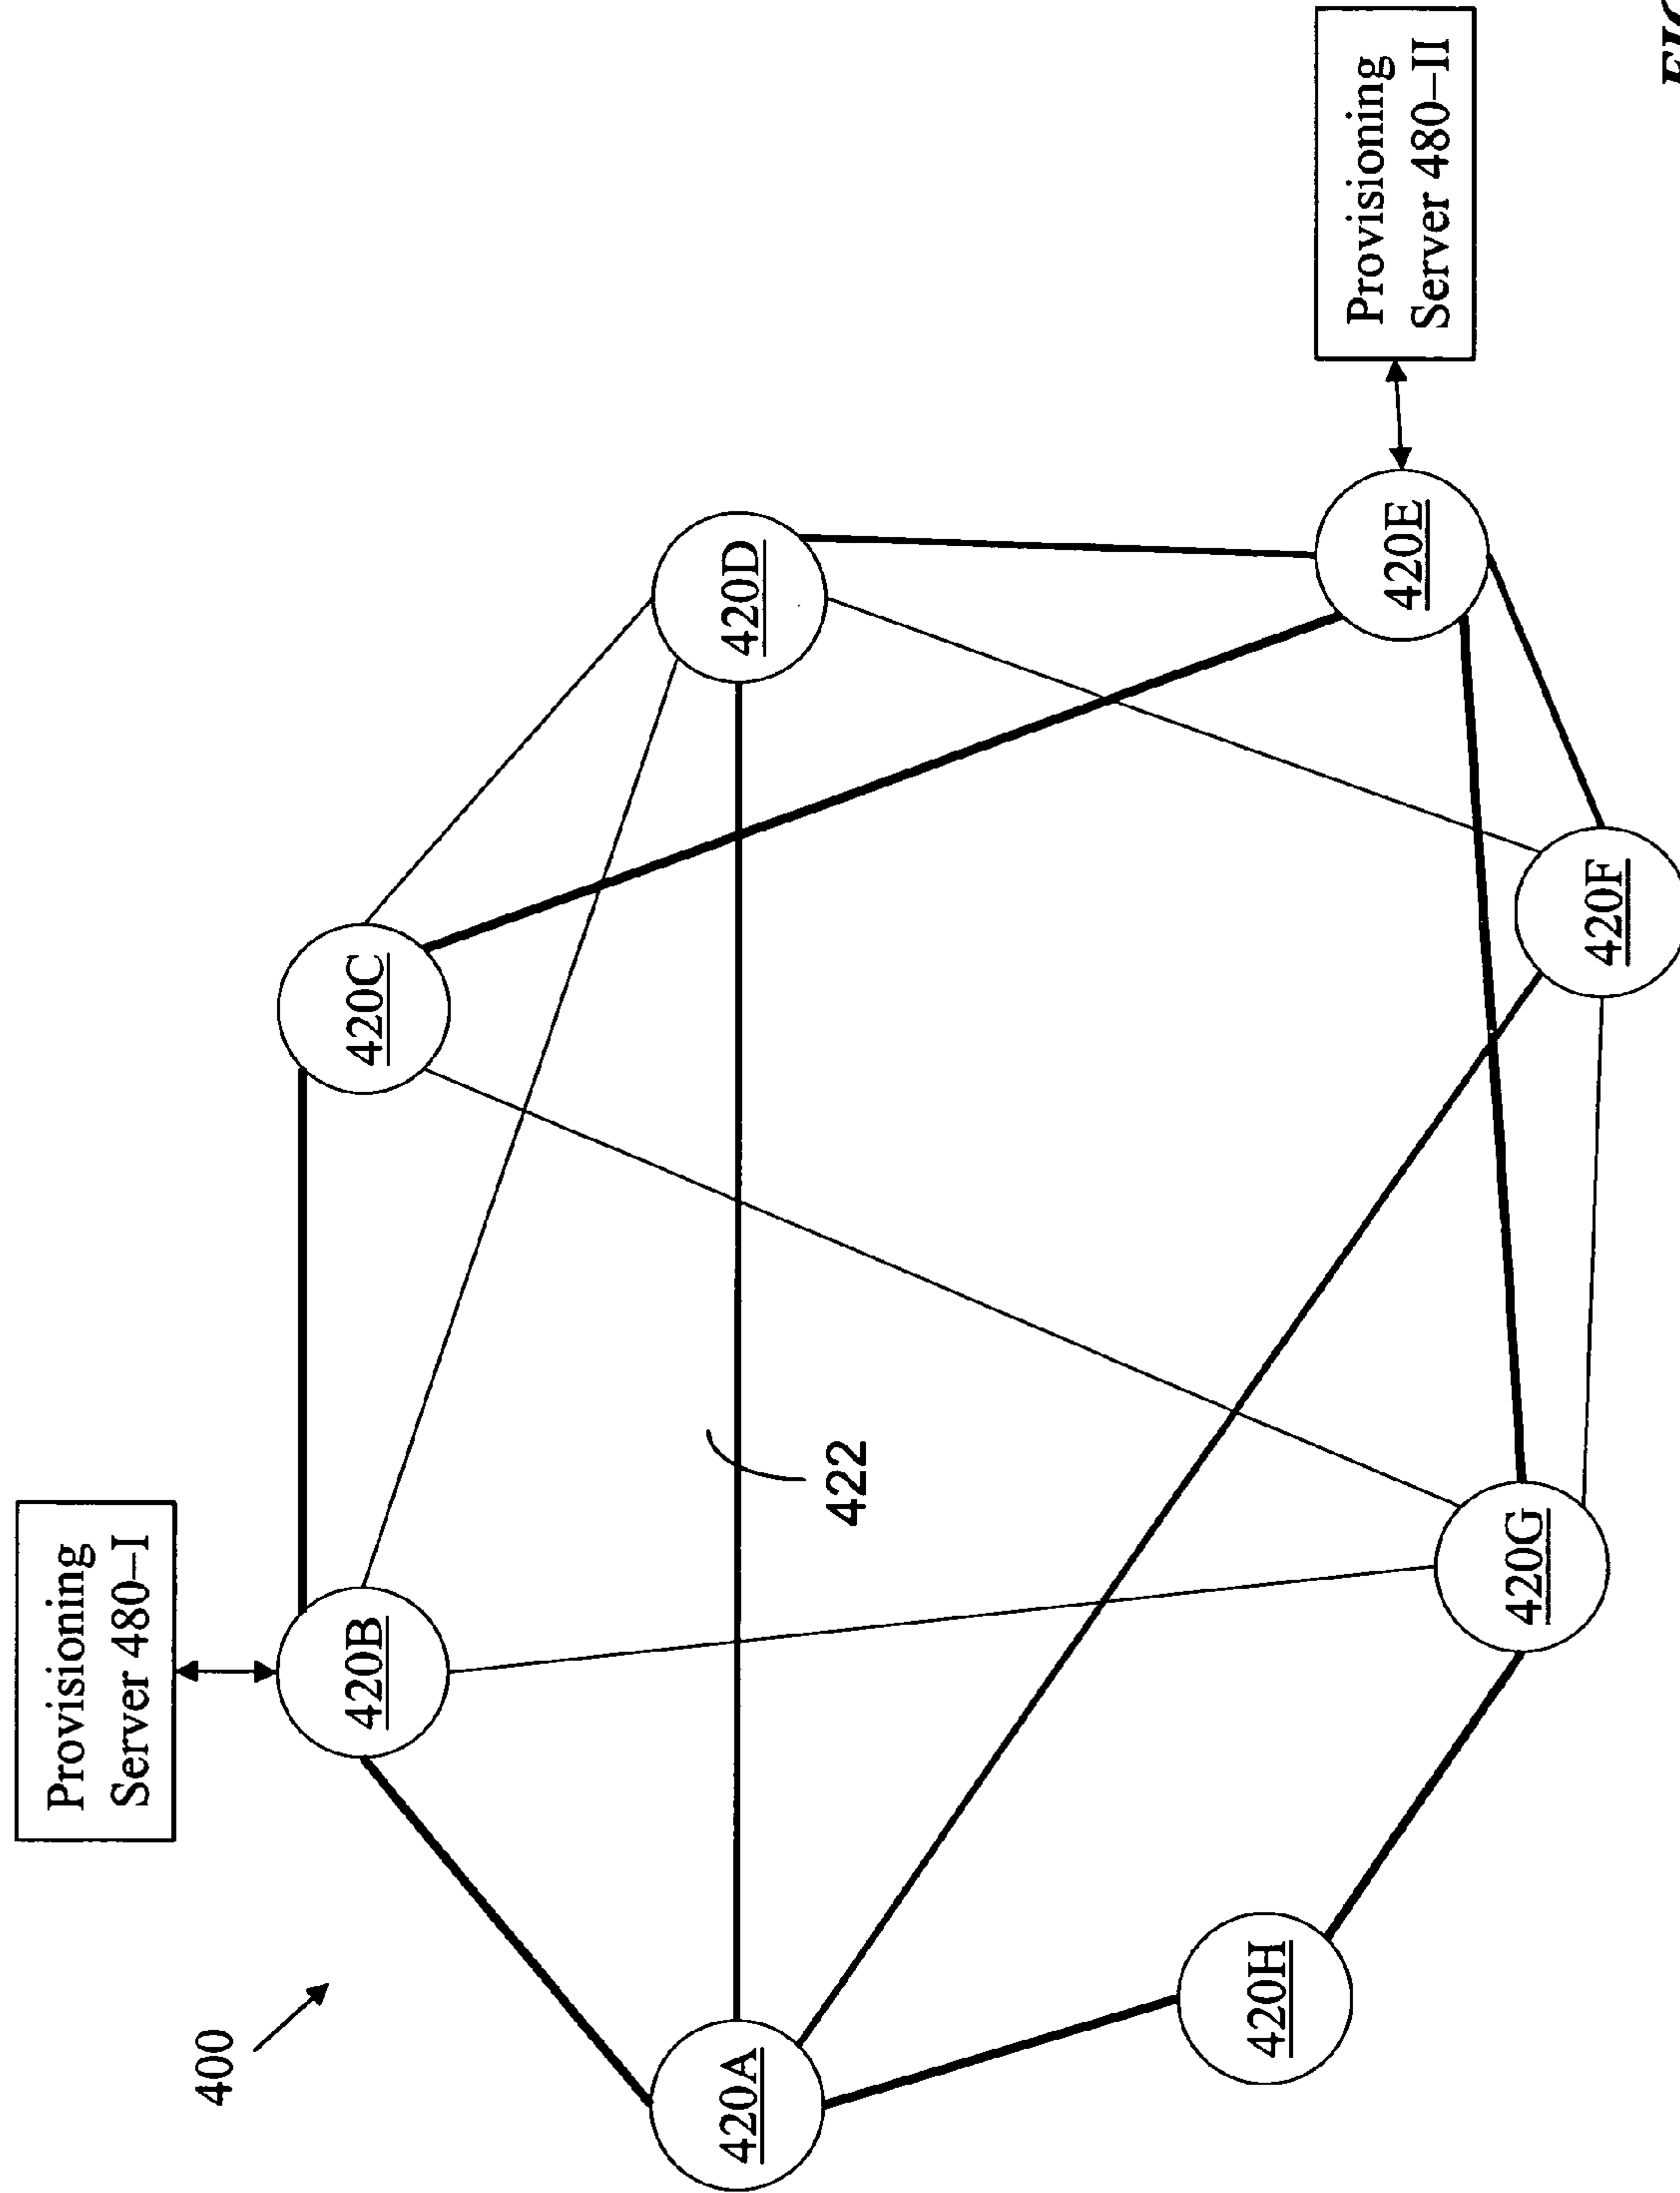 400
Provisioning
Server 480–I
420B
420C
420A
420D
422
420H
420G
420F
420E
Provisioning
Server 480–II